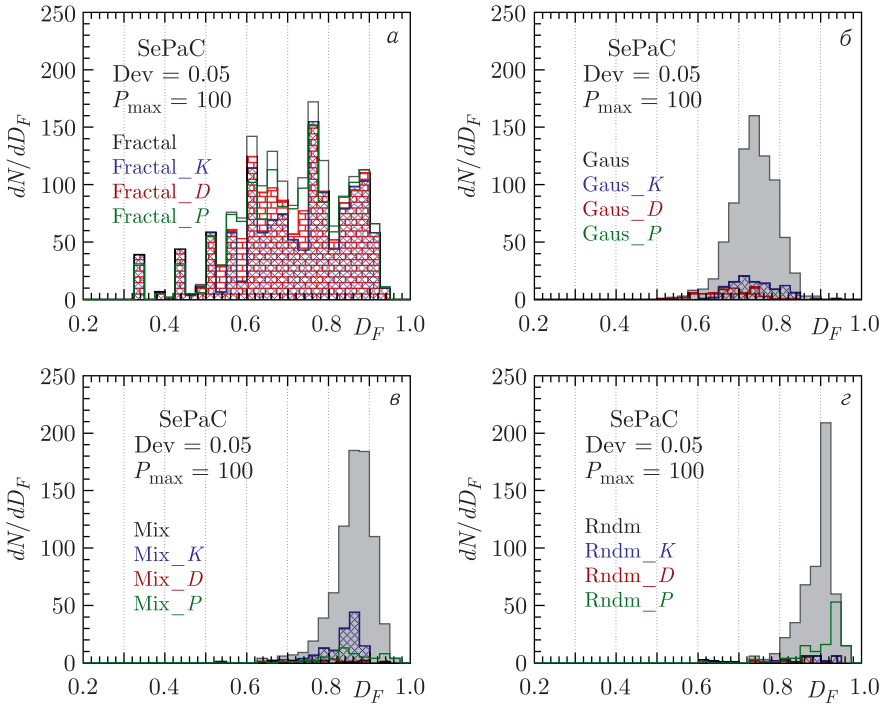 250
200
150
100
50
0
dN/dD_F
а
SePaC
Dev = 0.05
P_max = 100
Fractal
Fractal_K
Fractal_D
Fractal_P
0.2
0.4
0.6
0.8
1.0
D_F
250
200
150
100
50
0
dN/dD_F
б
SePaC
Dev = 0.05
P_max = 100
Gaus
Gaus_K
Gaus_D
Gaus_P
0.2
0.4
0.6
0.8
1.0
D_F
250
200
150
100
50
0
dN/dD_F
в
SePaC
Dev = 0.05
P_max = 100
Mix
Mix_K
Mix_D
Mix_P
0.2
0.4
0.6
0.8
1.0
D_F
250
200
150
100
50
0
dN/dD_F
г
SePaC
Dev = 0.05
P_max = 100
Rndm
Rndm_K
Rndm_D
Rndm_P
0.2
0.4
0.6
0.8
1.0
D_F